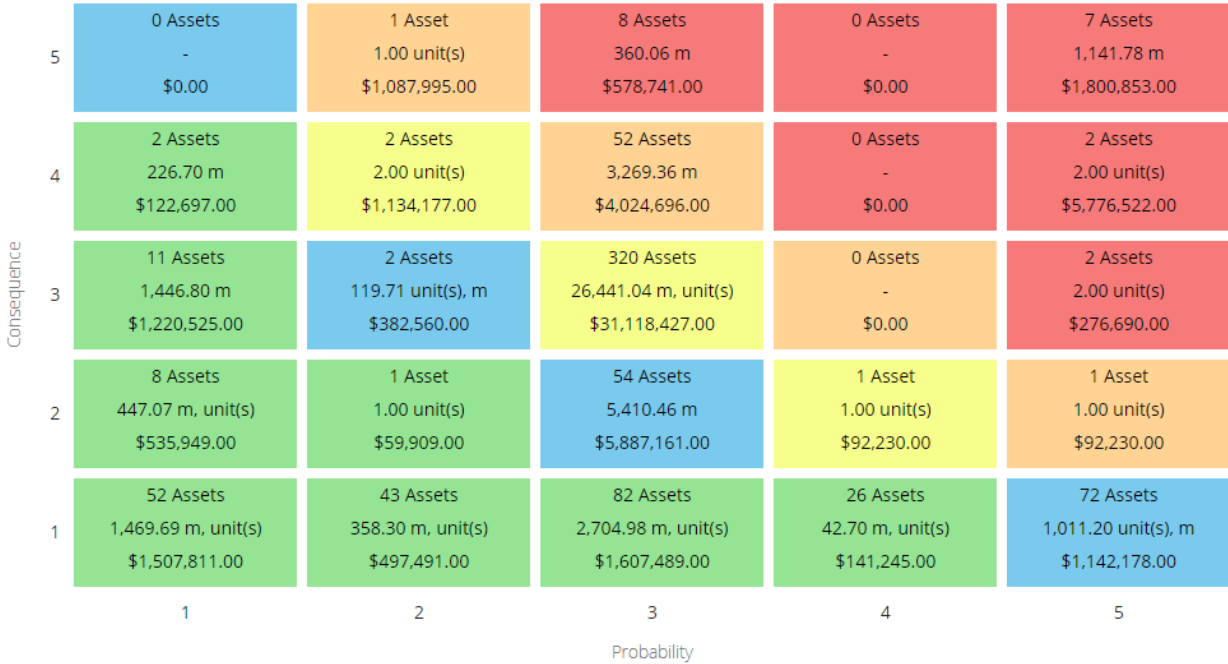 Consequence
5
0 Assets
-
$0.00
1 Asset
1.00 unit(s)
$1,087,995.00
8 Assets
360.06 m
$578,741.00
0 Assets
-
$0.00
7 Assets
1,141.78 m
$1,800,853.00
4
2 Assets
226.70 m
$122,697.00
2 Assets
2.00 unit(s)
$1,134,177.00
52 Assets
3,269.36 m
$4,024,696.00
0 Assets
-
$0.00
2 Assets
2.00 unit(s)
$5,776,522.00
3
11 Assets
1,446.80 m
$1,220,525.00
2 Assets
119.71 unit(s), m
$382,560.00
320 Assets
26,441.04 m, unit(s)
$31,118,427.00
0 Assets
-
$0.00
2 Assets
2.00 unit(s)
$276,690.00
2
8 Assets
447.07 m, unit(s)
$535,949.00
1 Asset
1.00 unit(s)
$59,909.00
54 Assets
5,410.46 m
$5,887,161.00
1 Asset
1.00 unit(s)
$92,230.00
1 Asset
1.00 unit(s)
$92,230.00
1
52 Assets
1,469.69 m, unit(s)
$1,507,811.00
43 Assets
358.30 m, unit(s)
$497,491.00
82 Assets
2,704.98 m, unit(s)
$1,607,489.00
26 Assets
42.70 m, unit(s)
$141,245.00
72 Assets
1,011.20 unit(s), m
$1,142,178.00
1
2
3
4
5
Probability